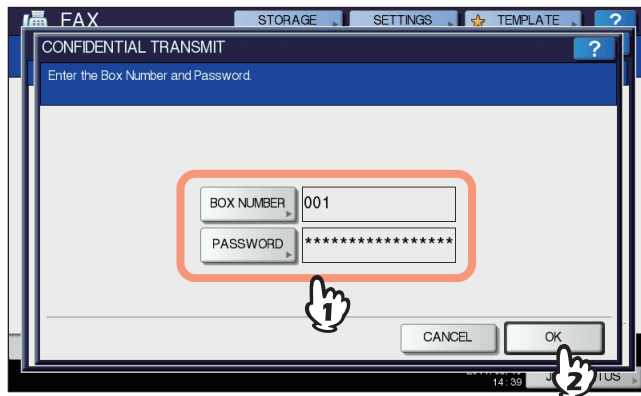 FAX STORAGE SETTINGS TEMPLATE ?
CONFIDENTIAL TRANSMIT ?
Enter the Box Number and Password.
BOX NUMBER 001
PASSWORD *****************
1
CANCEL OK
14:39
2